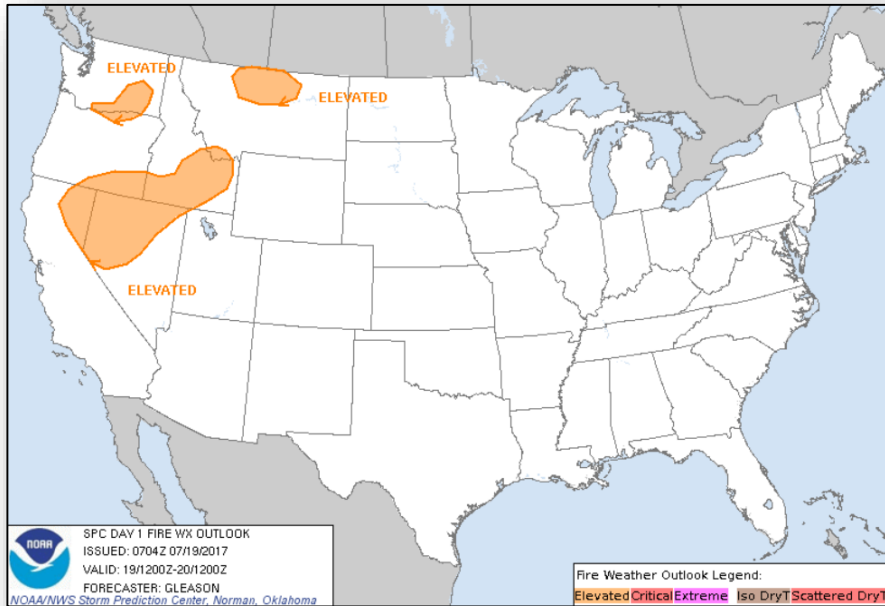 ELEVATED
ELEVATED
ELEVATED
NOAA
SPC DAY 1 FIRE WX OUTLOOK
ISSUED: 0704Z 07/19/2017
VALID: 19/1200Z-20/1200Z
FORECASTER: GLEASON
NOAA/NWS Storm Prediction Center, Norman, Oklahoma
Fire Weather Outlook Legend:
Elevated Critical Extreme Iso DryT Scattered DryT